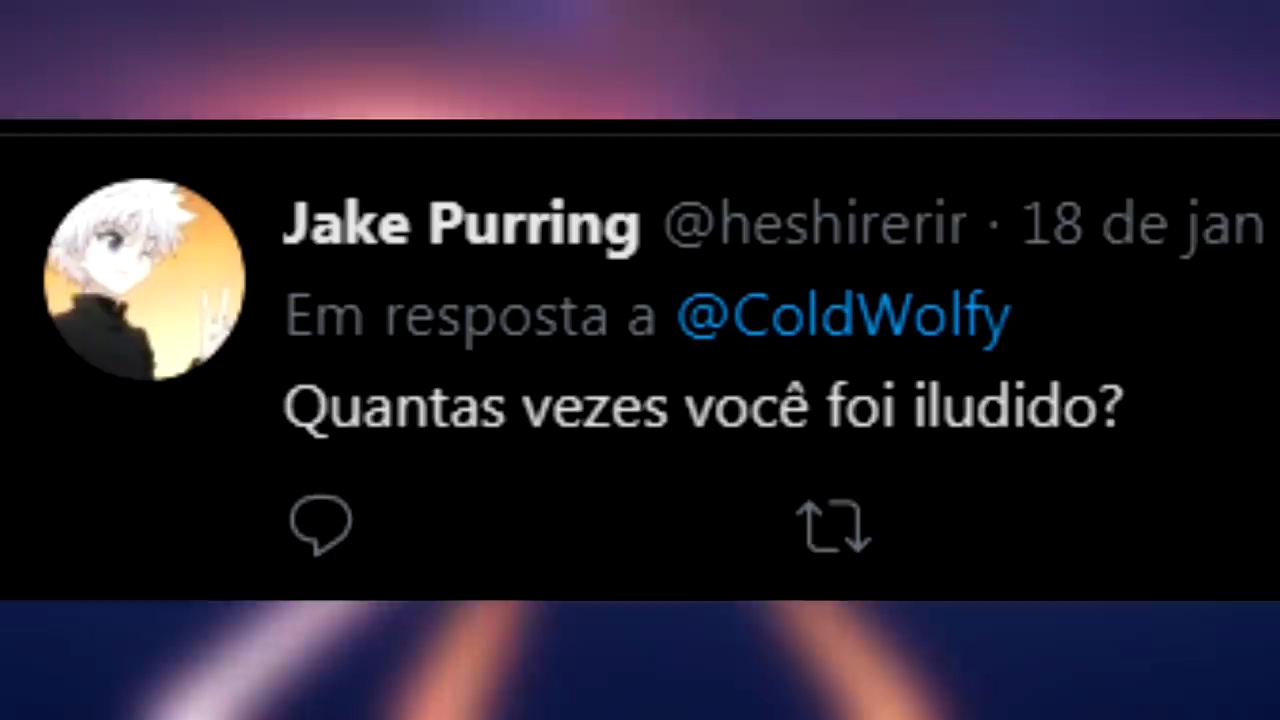 Jake Purring @heshirerir · 18 de jan
Em resposta a @ColdWolfy
Quantas vezes você foi iludido?